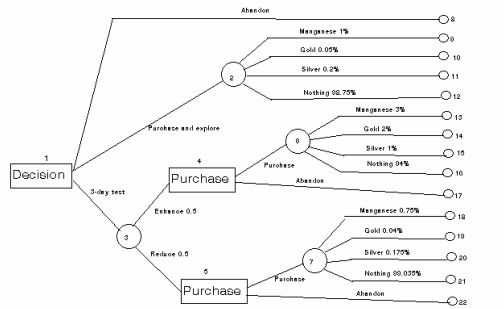 Abandon
8
Manganese 1%
9
Gold 0.05%
10
2
Silver 0.2%
11
Nothing 98.75%
12
Purchase and explore
Manganese 3%
13
Gold 2%
14
6
Silver 1%
15
Nothing 94%
16
1
Decision
4
Purchase
Purchase
Abandon
17
3-day test
Enhance 0.5
3
Manganese 0.75%
18
Gold 0.04%
19
Reduce 0.5
7
Silver 0.175%
20
5
Purchase
Purchase
Nothing 99.035%
21
Abandon
22